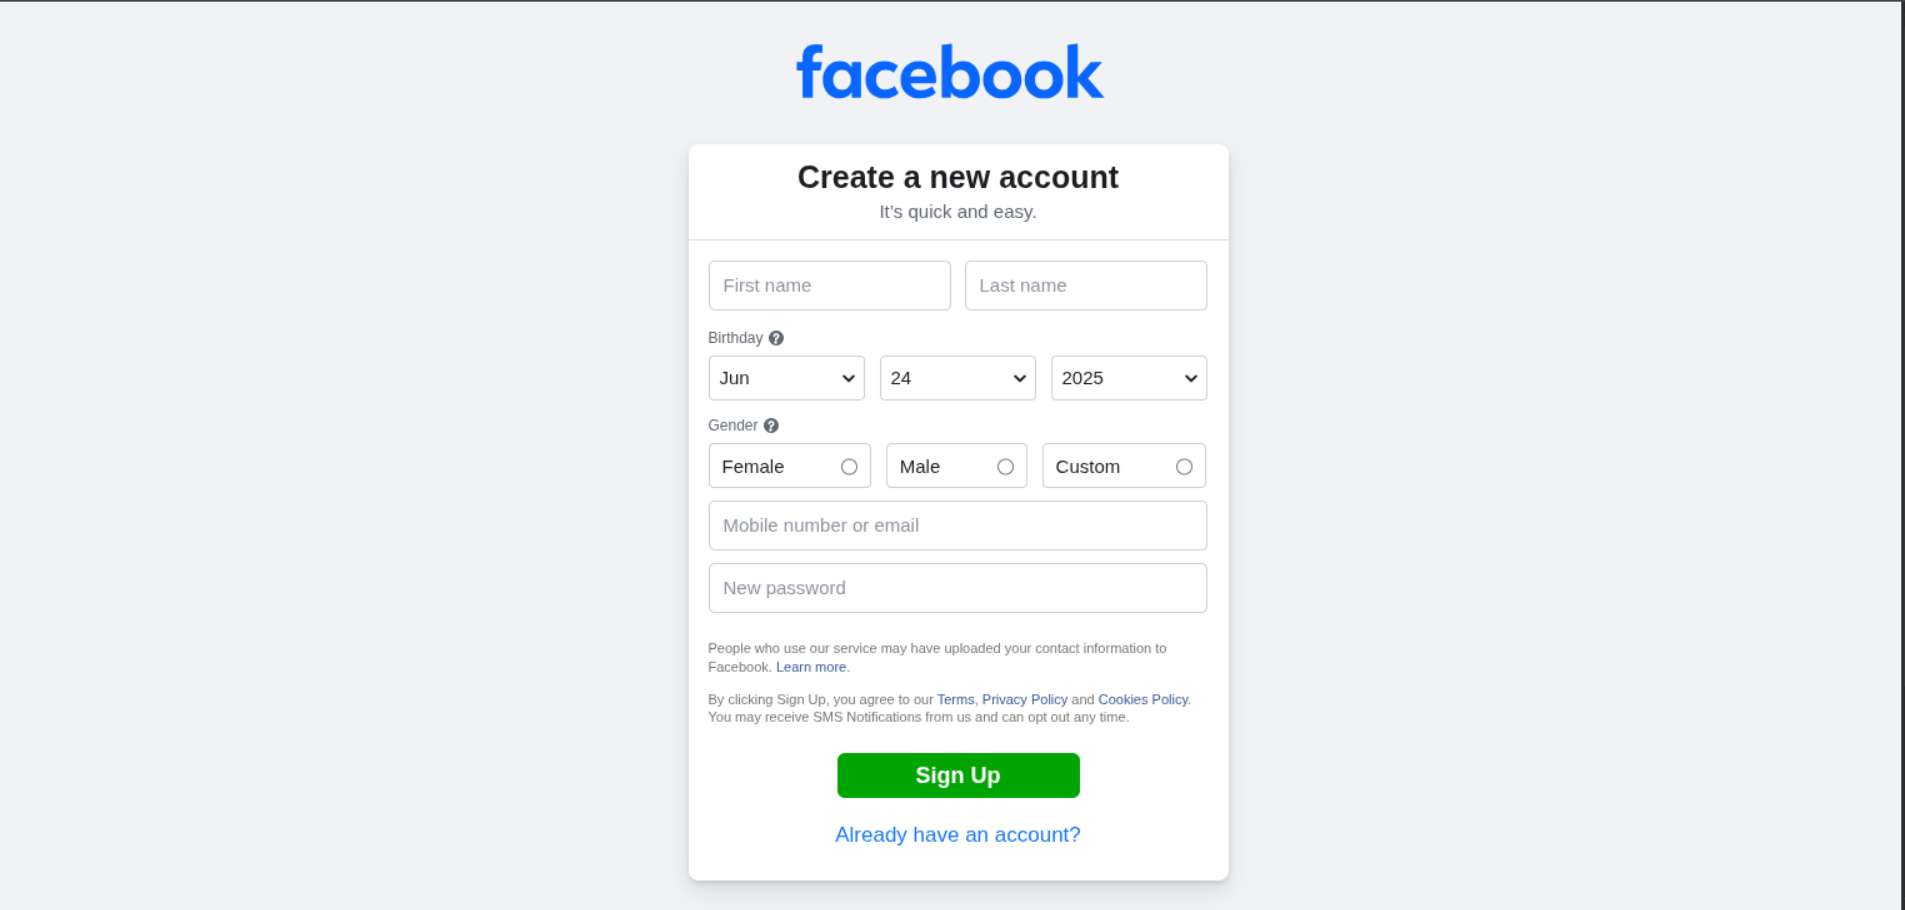 facebook
Create a new account
It's quick and easy.
First name Last name
Birthday
Jun 24 2025
Gender
Female Male Custom
Mobile number or email
New password
People who use our service may have uploaded your contact information to
Facebook. Learn more.
By clicking Sign Up, you agree to our Terms, Privacy Policy and Cookies Policy.
You may receive SMS Notifications from us and can opt out any time.
Sign Up
Already have an account?